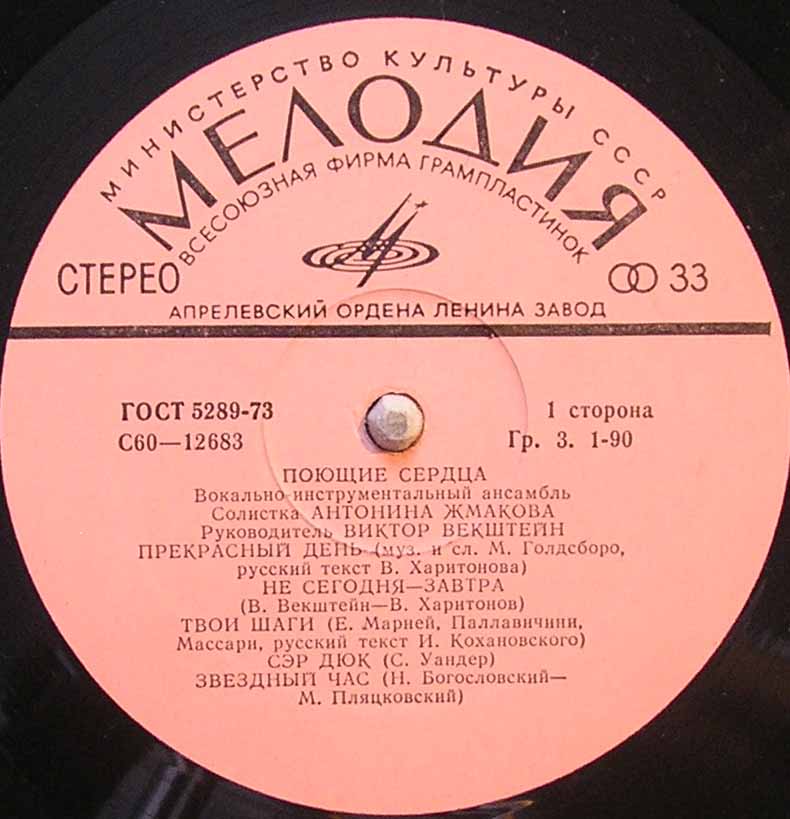 МИНИСТЕРСТВО КУЛЬТУРЫ СССР
МЕЛОДИЯ
ВСЕСОЮЗНАЯ ФИРМА ГРАМПЛАСТИНОК
СТЕРЕО
33
АПРЕЛЕВСКИЙ ОРДЕНА ЛЕНИНА ЗАВОД
ГОСТ 5289-73
1 сторона
С60—12683
Гр. 3. 1-90
ПОЮЩИЕ СЕРДЦА
Вокально-инструментальный ансамбль
Солистка АНТОНИНА ЖМАКОВА
Руководитель ВИКТОР ВЕКШТЕЙН
ПРЕКРАСНЫЙ ДЕНЬ (муз. и сл. М. Голдсборо,
русский текст В. Харитонова)
НЕ СЕГОДНЯ—ЗАВТРА
(В. Векштейн—В. Харитонов)
ТВОИ ШАГИ (Е. Марней, Паллавичини,
Массари, русский текст И. Кохановского)
СЭР ДЮК (С. Уандер)
ЗВЕЗДНЫЙ ЧАС (Н. Богословский—
М. Пляцковский)